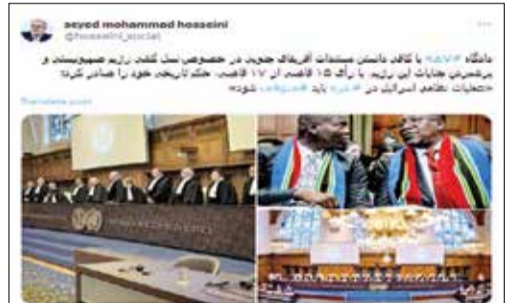 seyed mohammad hosseini
@hosseini_social
دادگاه #لاهه با کافی دانستن مستندات آفریقای جنوبی در خصوص نسل کشی رژیم صهیونیستی و
برشمردن جنایات این رژیم، با رأی ۱۵ قاضی از ۱۷ قاضی، حکم تاریخی خود را صادر کرد:
«عملیات نظامی اسرائیل در #غزه باید #متوقف شود»
Translate post